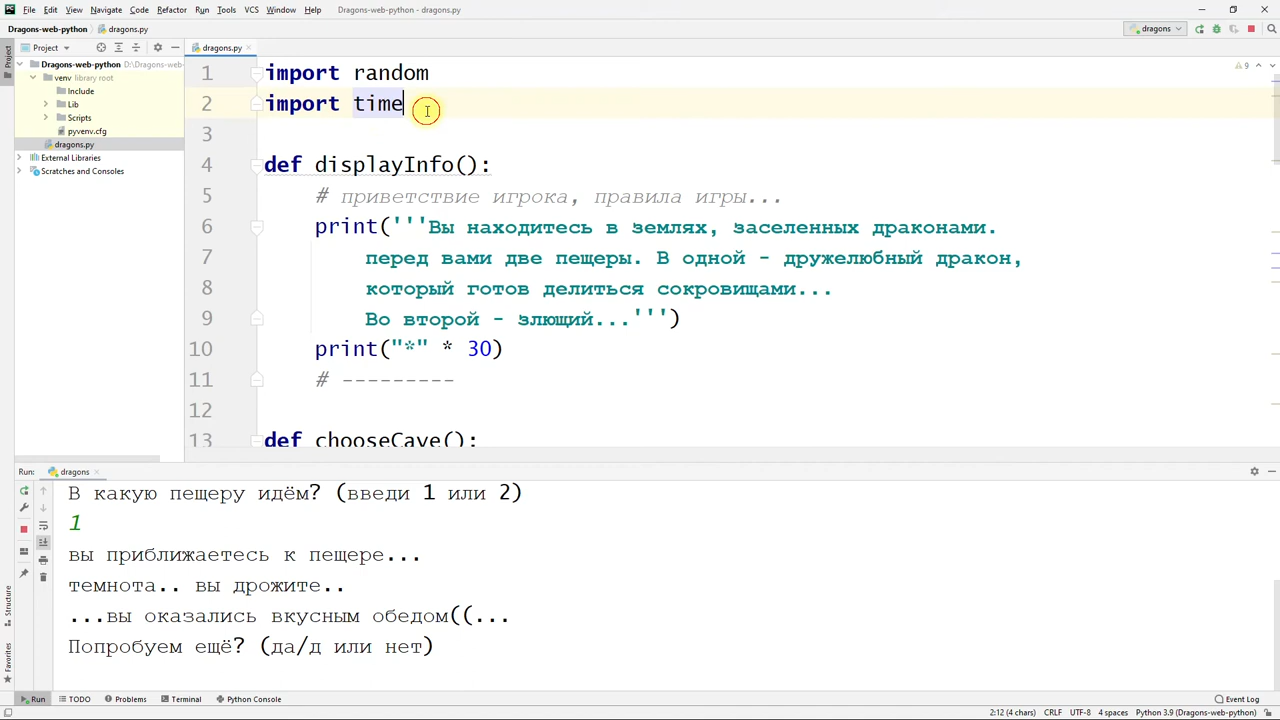 File Edit View Navigate Code Refactor Run Tools VCS Window Help Dragons-web-python - dragons.py
Dragons-web-python dragons.py dragons
Project dragons.py
Project
Dragons-web-python D:\Dragons-web-
venv library root
Include
Lib
Scripts
pyvenv.cfg
dragons.py
External Libraries
Scratches and Consoles
9
1 import random
2 import time
3
4 def displayInfo():
5 # приветствие игрока, правила игры...
6 print('''Вы находитесь в землях, заселенных драконами.
7 перед вами две пещеры. В одной - дружелюбный дракон,
8 который готов делиться сокровищами...
9 Во второй - злющий...''')
10 print("*" * 30)
11 # ---------
12
13 def chooseCave():
Run: dragons
В какую пещеру идём? (введи 1 или 2)
1
вы приближаетесь к пещере...
темнота.. вы дрожите..
...вы оказались вкусным обедом((...
Попробуем ещё? (да/д или нет)
Structure
Favorites
Run TODO Problems Terminal Python Console Event Log
2:12 (4 chars) CRLF UTF-8 4 spaces Python 3.9 (Dragons-web-python)